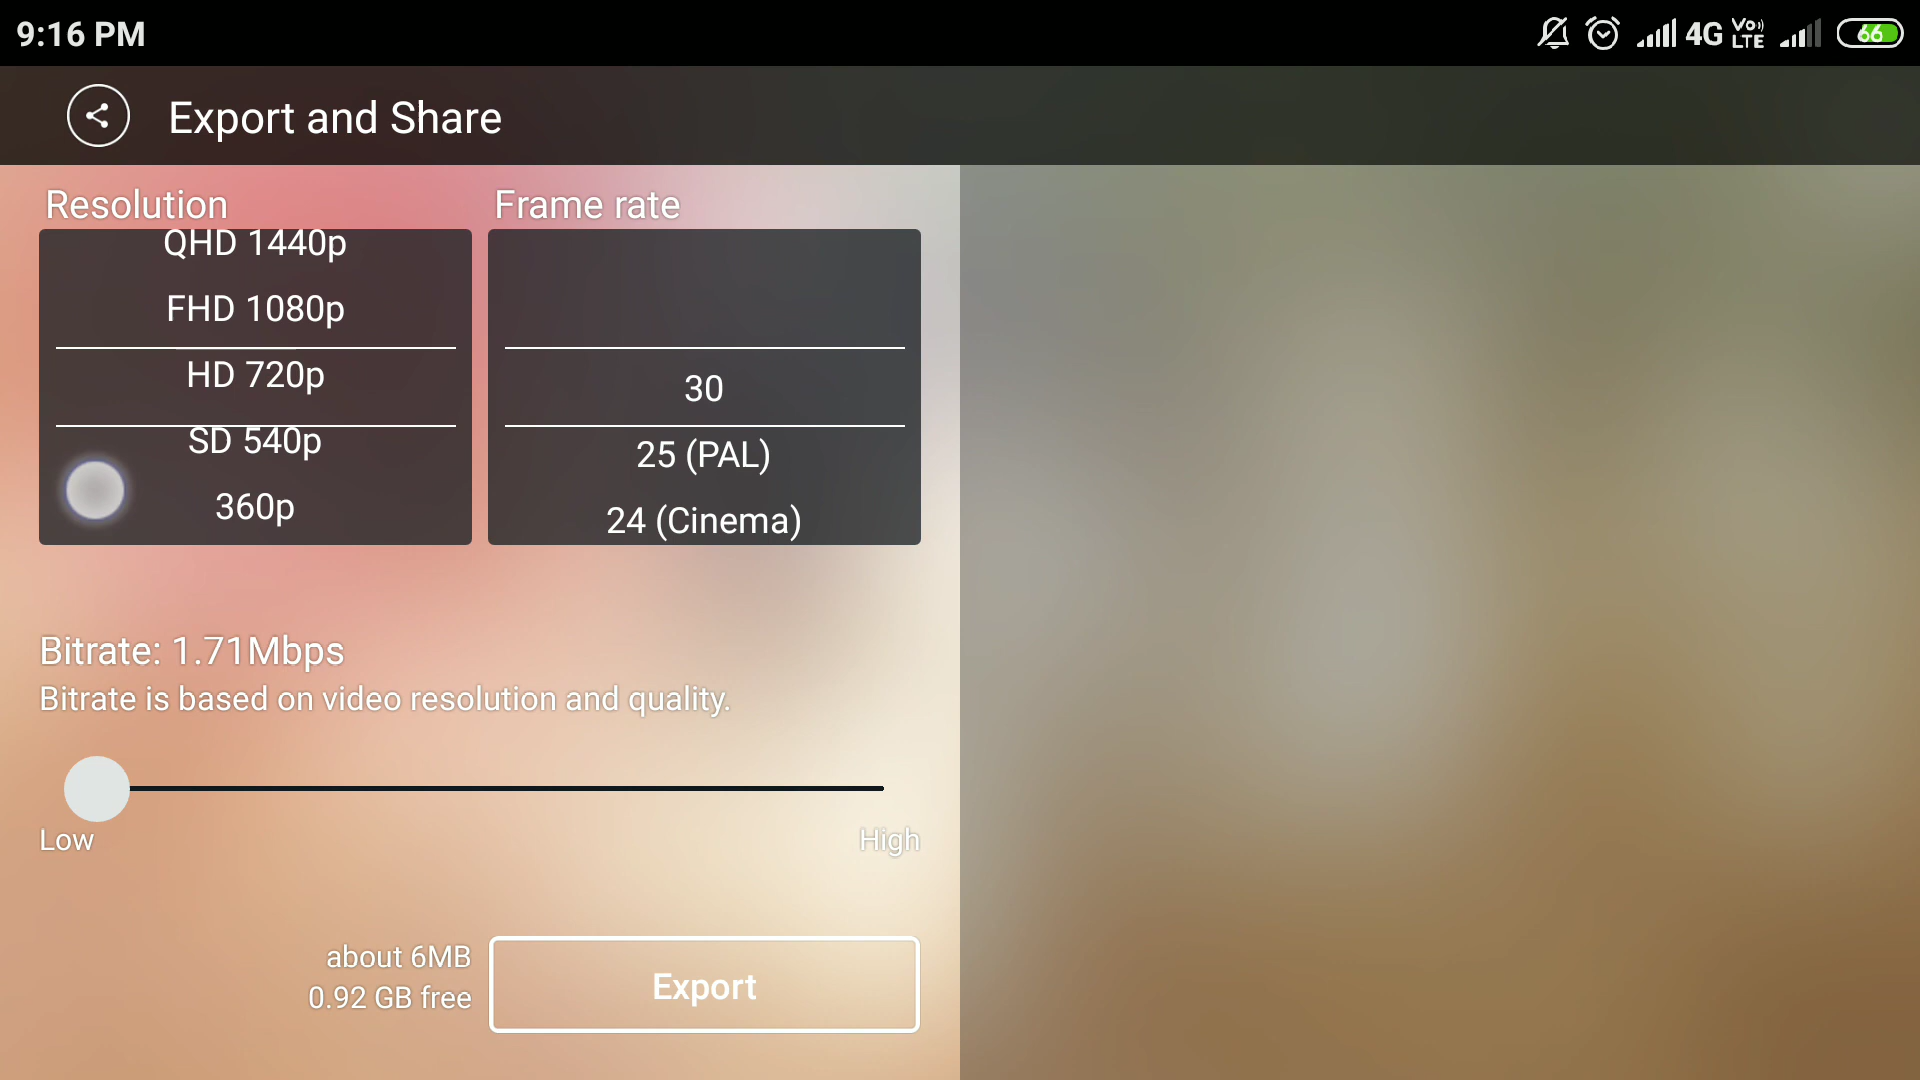 9:16 PM
4G Vo LTE 66
Export and Share
Resolution
QHD 1440p
FHD 1080p
HD 720p
SD 540p
360p
Frame rate
30
25 (PAL)
24 (Cinema)
Bitrate: 1.71Mbps
Bitrate is based on video resolution and quality.
Low
High
about 6MB
0.92 GB free
Export